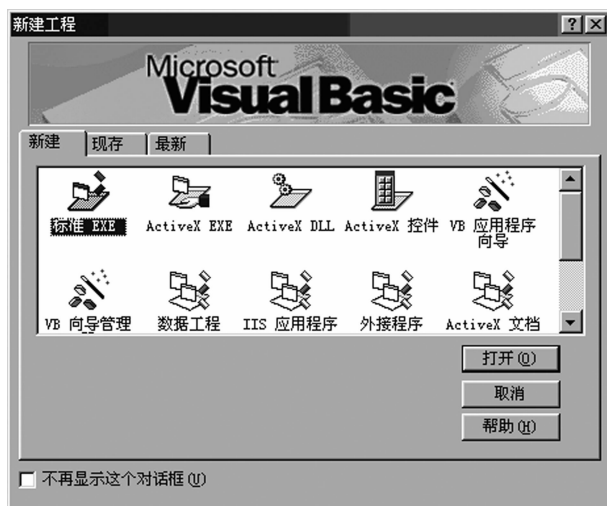 新建工程
Microsoft
Visual Basic
新建 现存 最新
标准 EXE ActiveX EXE ActiveX DLL ActiveX 控件 VB 应用程序
向导
VB 向导管理 数据工程 IIS 应用程序 外接程序 ActiveX 文档
打开(O)
取消
帮助(H)
不再显示这个对话框(U)